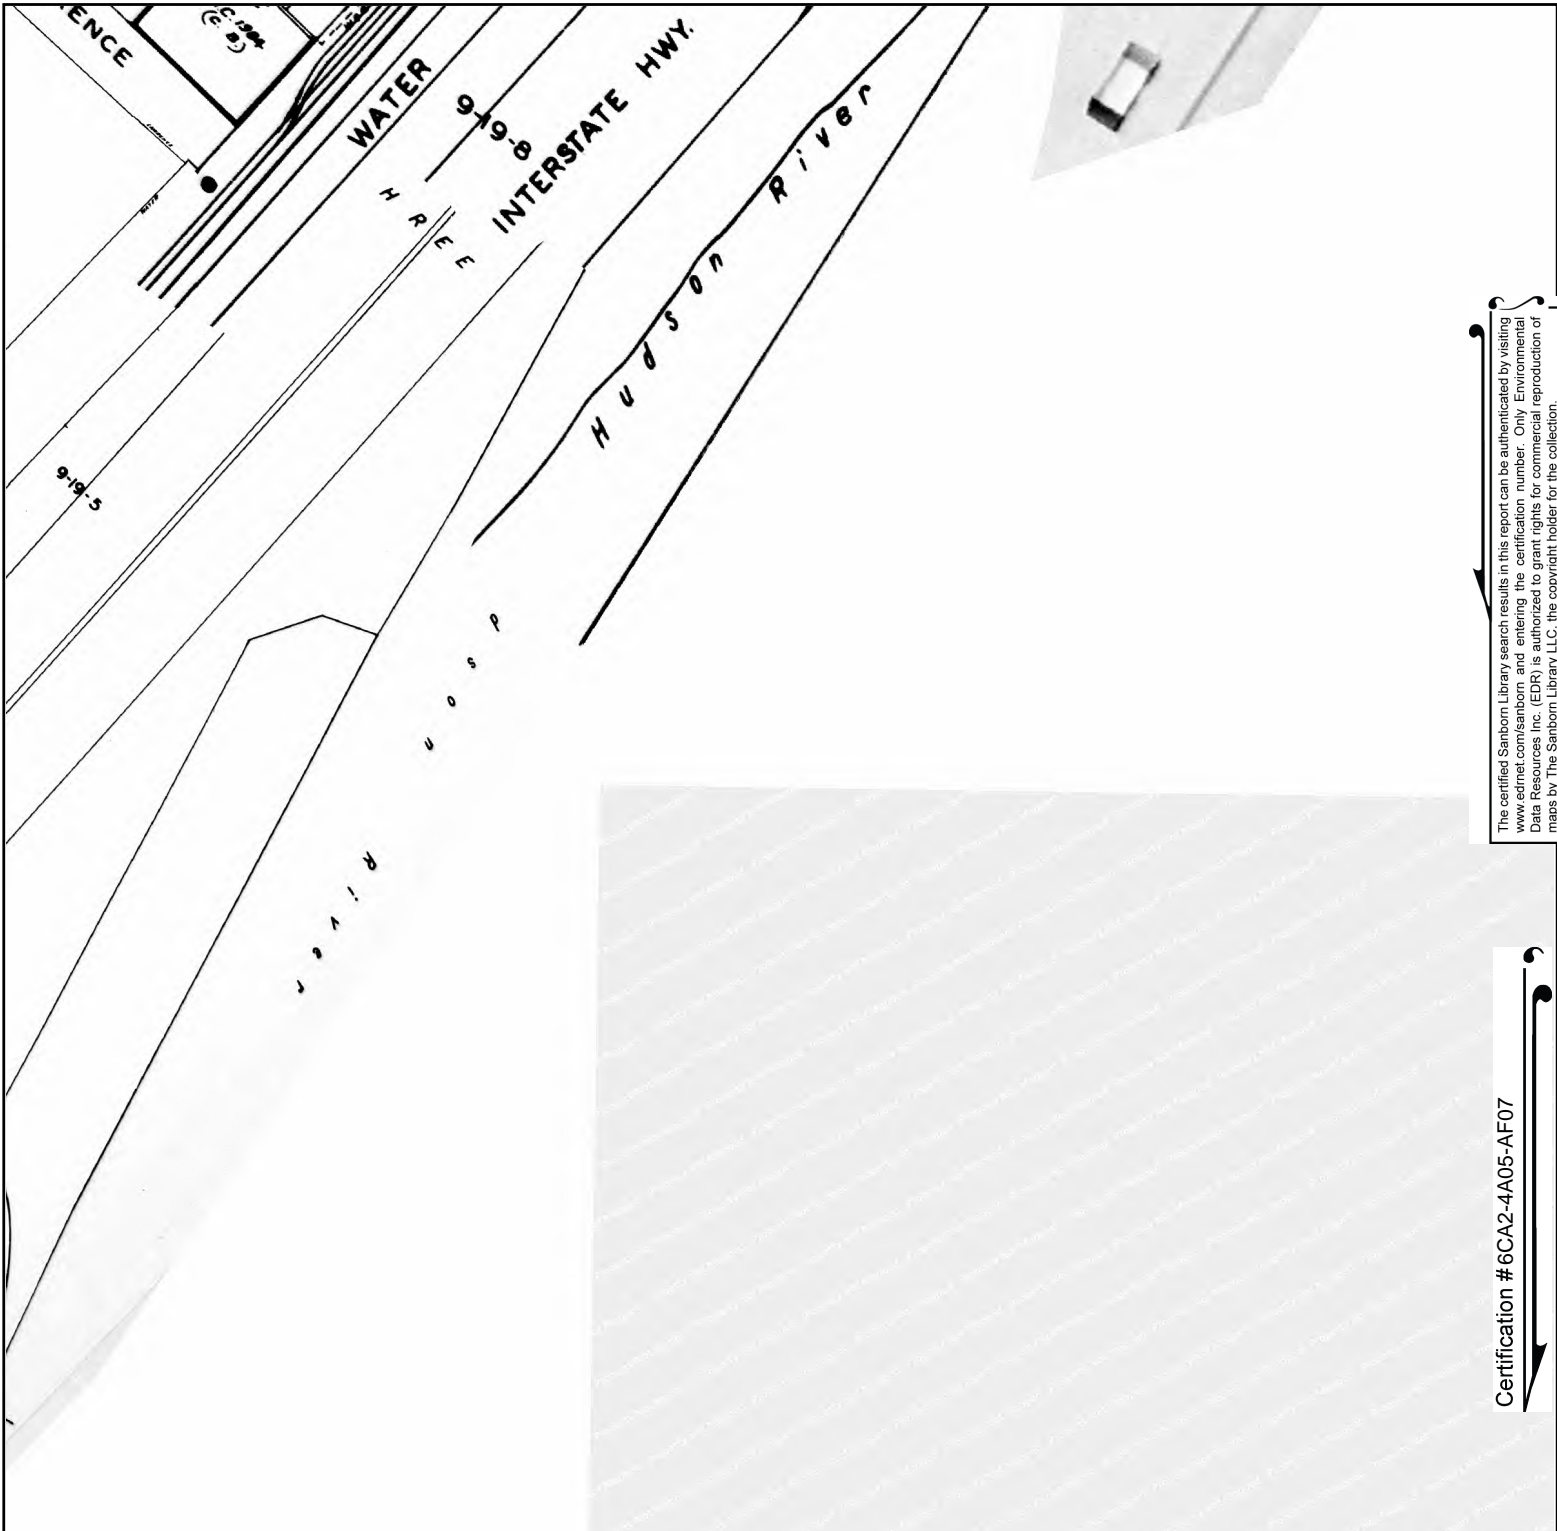 ENCE
C-1984
(C. B.)
WATER
9-19-8
INTERSTATE HWY.
HREE
Hudson River
9-19-5
dson
River
The certified Sanborn Library search results in this report can be authenticated by visiting
www.edrnet.com/sanborn and entering the certification number. Only Environmental
Data Resources Inc. (EDR) is authorized to grant rights for commercial reproduction of
maps by The Sanborn Library LLC, the copyright holder for the collection.
Certification # 6CA2-4A05-AF07